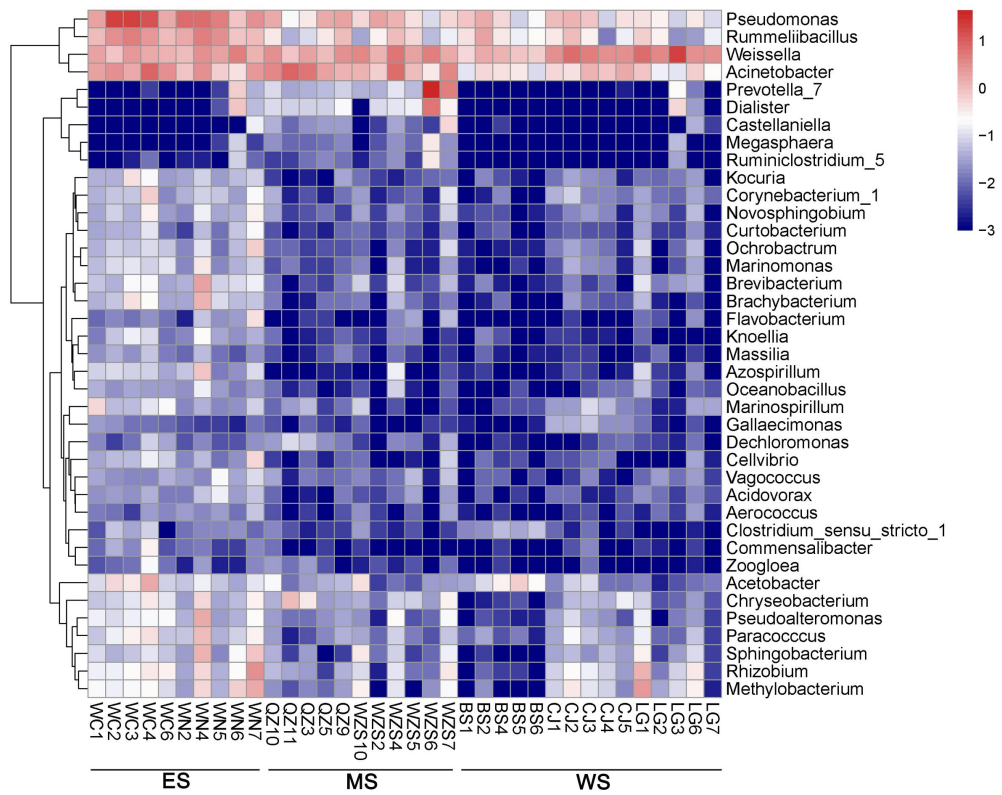 Pseudomonas
Rummeliibacillus
Weissella
Acinetobacter
Prevotella_7
Dialister
Castellaniella
Megasphaera
Ruminiclostridium_5
Kocuria
Corynebacterium_1
Novosphingobium
Curtobacterium
Ochrobactrum
Marinomonas
Brevibacterium
Brachybacterium
Flavobacterium
Knoellia
Massilia
Azospirillum
Oceanobacillus
Marinospirillum
Gallaecimonas
Dechloromonas
Cellvibrio
Vagococcus
Acidovorax
Aerococcus
Clostridium_sensu_stricto_1
Commensalibacter
Zoogloea
Acetobacter
Chryseobacterium
Pseudoalteromonas
Paracocccus
Sphingobacterium
Rhizobium
Methylobacterium
1
0
−1
−2
−3
WC1
WC2
WC3
WC4
WC6
WN2
WN4
WN5
WN6
WN7
QZ10
QZ11
QZ3
QZ5
QZ9
WZS10
WZS2
WZS4
WZS5
WZS6
WZS7
BS1
BS2
BS4
BS5
BS6
CJ1
CJ2
CJ3
CJ4
CJ5
LG1
LG2
LG3
LG6
LG7
ES
MS
WS